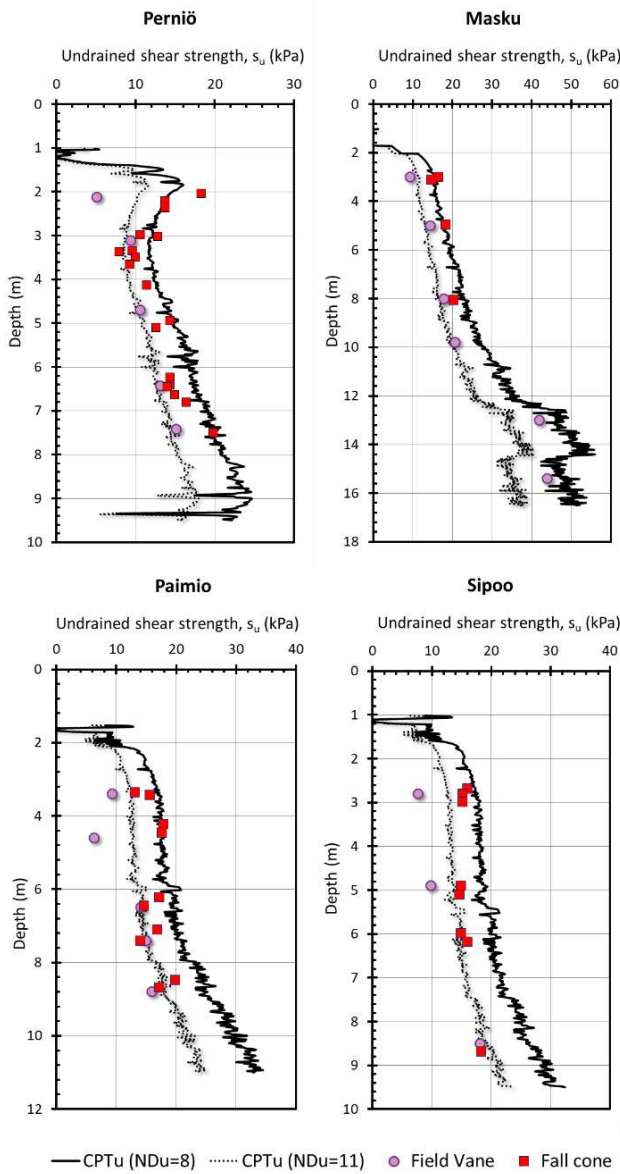 Perniö
Undrained shear strength, su (kPa)
0 10 20 30
0
1
2
3
4
5
6
7
8
9
10
Depth (m)
Masku
Undrained shear strength, su (kPa)
0 10 20 30 40 50 60
0
2
4
6
8
10
12
14
16
18
Depth (m)
Paimio
Undrained shear strength, su (kPa)
0 10 20 30 40
0
2
4
6
8
10
12
Depth (m)
Sipoo
Undrained shear strength, su (kPa)
0 10 20 30 40
0
1
2
3
4
5
6
7
8
9
10
Depth (m)
CPTu (NDu=8) CPTu (NDu=11) Field Vane Fall cone